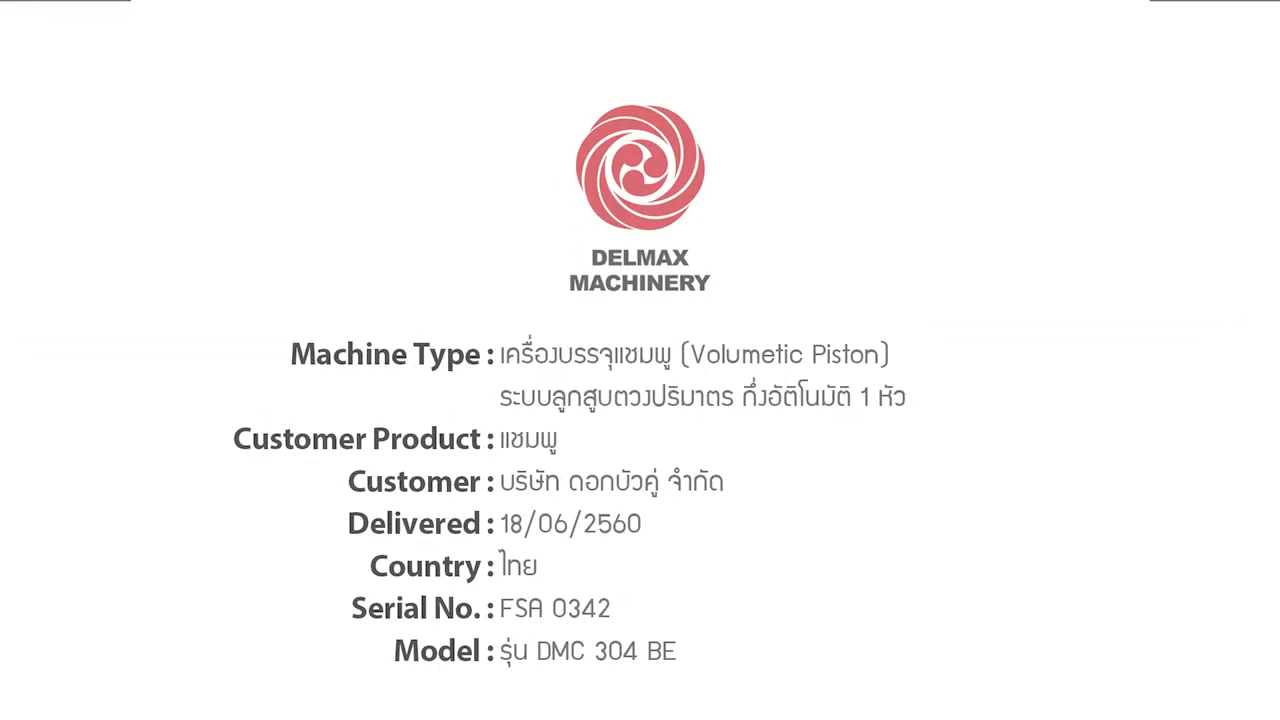 DELMAX
MACHINERY
Machine Type : เครื่องบรรจุแชมพู (Volumetic Piston)
ระบบลูกสูบตวงปริมาตร กึ่งอัติโนมัติ 1 หัว
Customer Product : แชมพู
Customer : บริษัท ดอกบัวคู่ จำกัด
Delivered : 18/06/2560
Country : ไทย
Serial No. : FSA 0342
Model : รุ่น DMC 304 BE